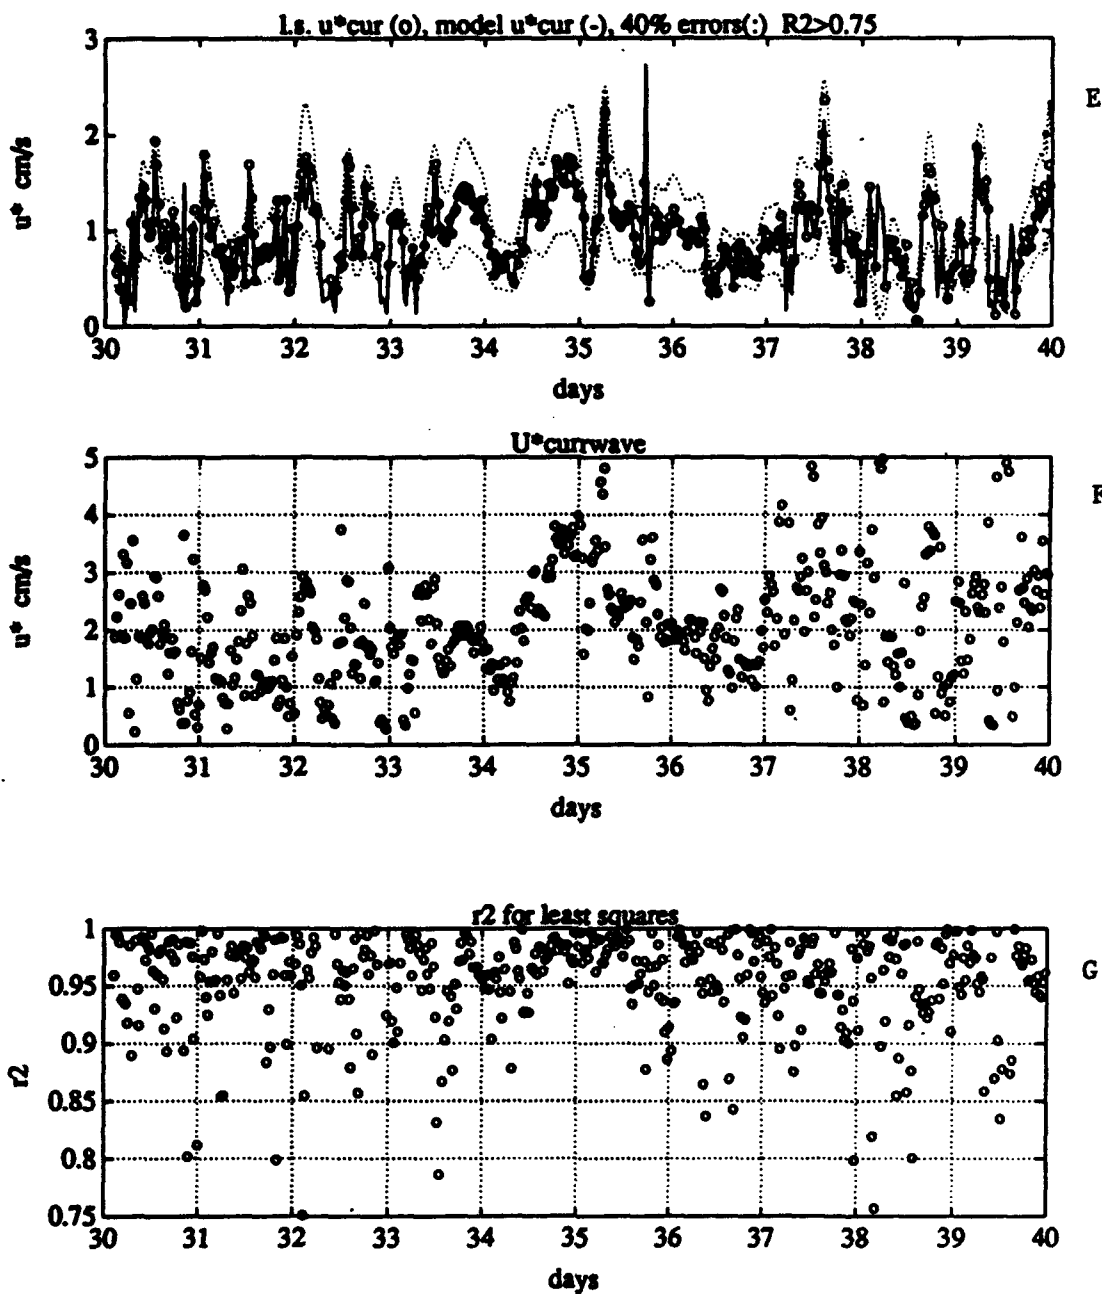 l.s. u*cur (o), model u*cur (-), 40% errors(:) R2>0.75
3
2
1
0
u* cm/s
E
30 31 32 33 34 35 36 37 38 39 40
days
U*currwave
5
4
3
2
1
0
u* cm/s
F
30 31 32 33 34 35 36 37 38 39 40
days
r2 for least squares
1
0.95
0.9
0.85
0.8
0.75
r2
G
30 31 32 33 34 35 36 37 38 39 40
days